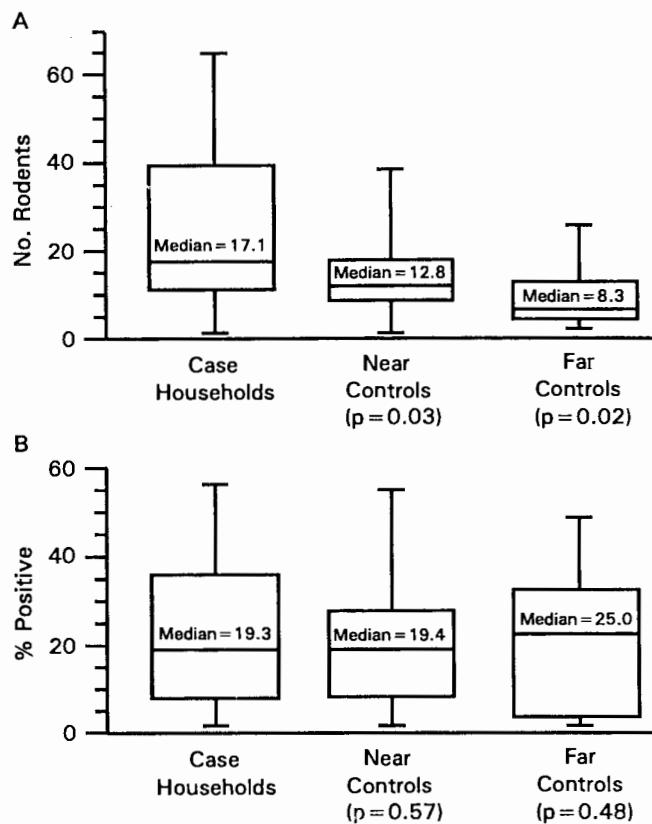 A
No. Rodents
60
40
20
0
Median=17.1
Median=12.8
Median=8.3
Case
Households
Near
Controls
(p=0.03)
Far
Controls
(p=0.02)
B
% Positive
60
40
20
0
Median=19.3
Median=19.4
Median=25.0
Case
Households
Near
Controls
(p=0.57)
Far
Controls
(p=0.48)